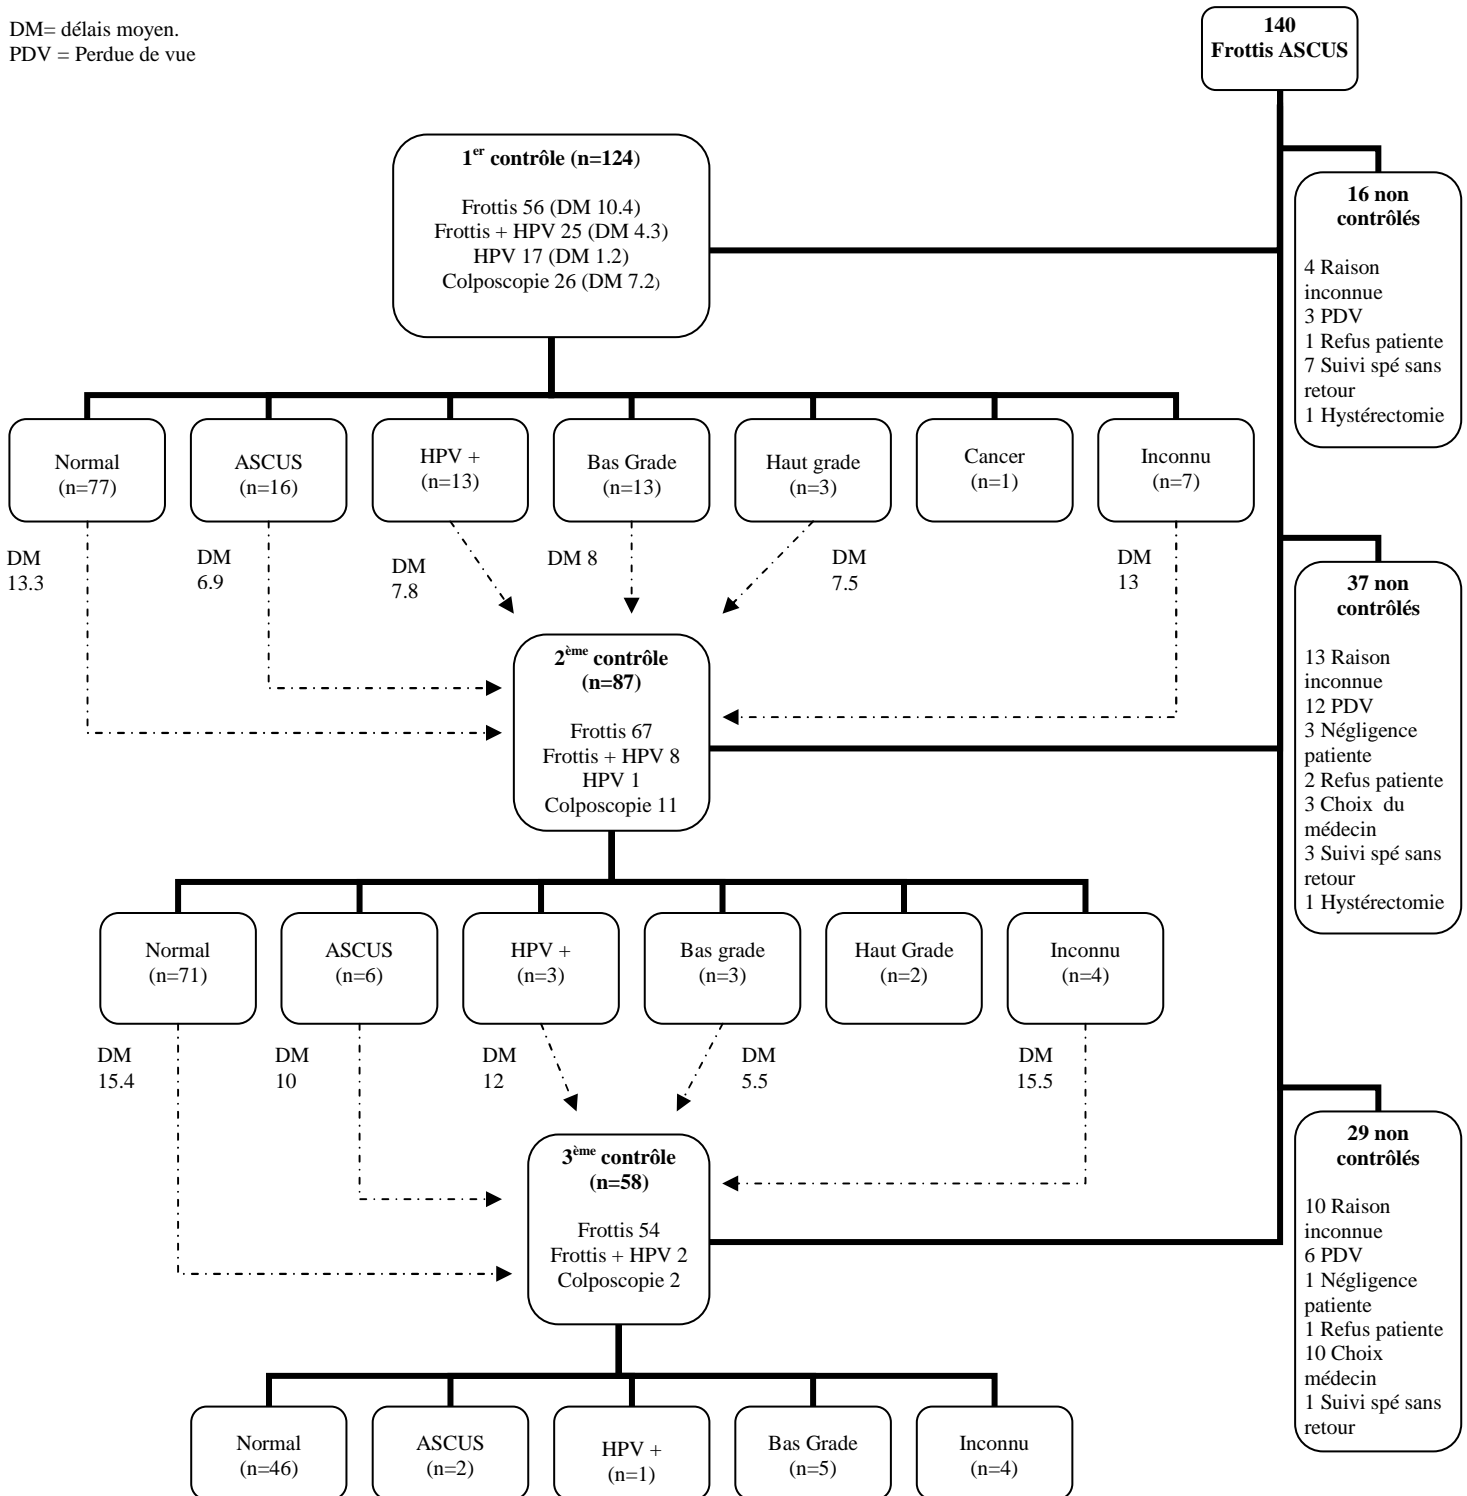 DM= délais moyen.
PDV = Perdue de vue
140
Frottis ASCUS
1er contrôle (n=124)
Frottis 56 (DM 10.4)
Frottis + HPV 25 (DM 4.3)
HPV 17 (DM 1.2)
Colposcopie 26 (DM 7.2)
16 non
contrôlés
4 Raison
inconnue
3 PDV
1 Refus patiente
7 Suivi spé sans
retour
1 Hystérectomie
Normal
(n=77)
ASCUS
(n=16)
HPV +
(n=13)
Bas Grade
(n=13)
Haut grade
(n=3)
Cancer
(n=1)
Inconnu
(n=7)
DM
13.3
DM
6.9
DM
7.8
DM 8
DM
7.5
DM
13
37 non
contrôlés
13 Raison
inconnue
12 PDV
3 Négligence
patiente
2 Refus patiente
3 Choix du
médecin
3 Suivi spé sans
retour
1 Hystérectomie
2ème contrôle
(n=87)
Frottis 67
Frottis + HPV 8
HPV 1
Colposcopie 11
Normal
(n=71)
ASCUS
(n=6)
HPV +
(n=3)
Bas grade
(n=3)
Haut Grade
(n=2)
Inconnu
(n=4)
DM
15.4
DM
10
DM
12
DM
5.5
DM
15.5
29 non
contrôlés
10 Raison
inconnue
6 PDV
1 Négligence
patiente
1 Refus patiente
10 Choix
médecin
1 Suivi spé sans
retour
3ème contrôle
(n=58)
Frottis 54
Frottis + HPV 2
Colposcopie 2
Normal
(n=46)
ASCUS
(n=2)
HPV +
(n=1)
Bas Grade
(n=5)
Inconnu
(n=4)